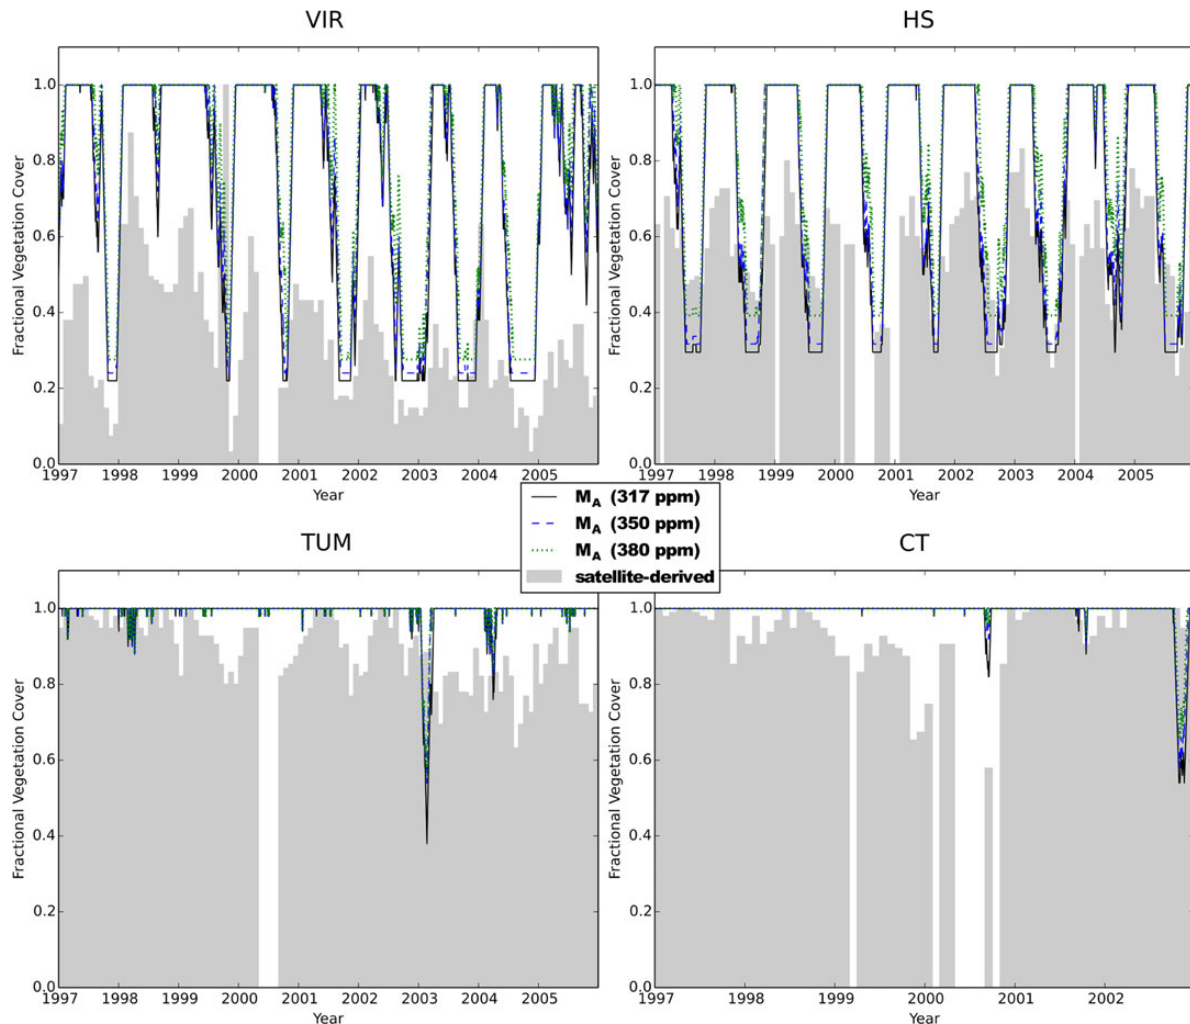 VIR
HS
Fractional Vegetation Cover
1.0
0.8
0.6
0.4
0.2
0.0
1997 1998 1999 2000 2001 2002 2003 2004 2005
Year
Fractional Vegetation Cover
1.0
0.8
0.6
0.4
0.2
0.0
1997 1998 1999 2000 2001 2002 2003 2004 2005
Year
M_A (317 ppm)
M_A (350 ppm)
M_A (380 ppm)
satellite-derived
TUM
CT
Fractional Vegetation Cover
1.0
0.8
0.6
0.4
0.2
0.0
1997 1998 1999 2000 2001 2002 2003 2004 2005
Year
Fractional Vegetation Cover
1.0
0.8
0.6
0.4
0.2
0.0
1997 1998 1999 2000 2001 2002
Year